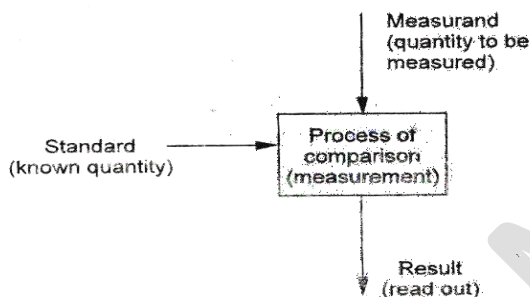 Measurand
(quantity to be
measured)
Standard
(known quantity)
Process of
comparison
(measurement)
Result
(read out)